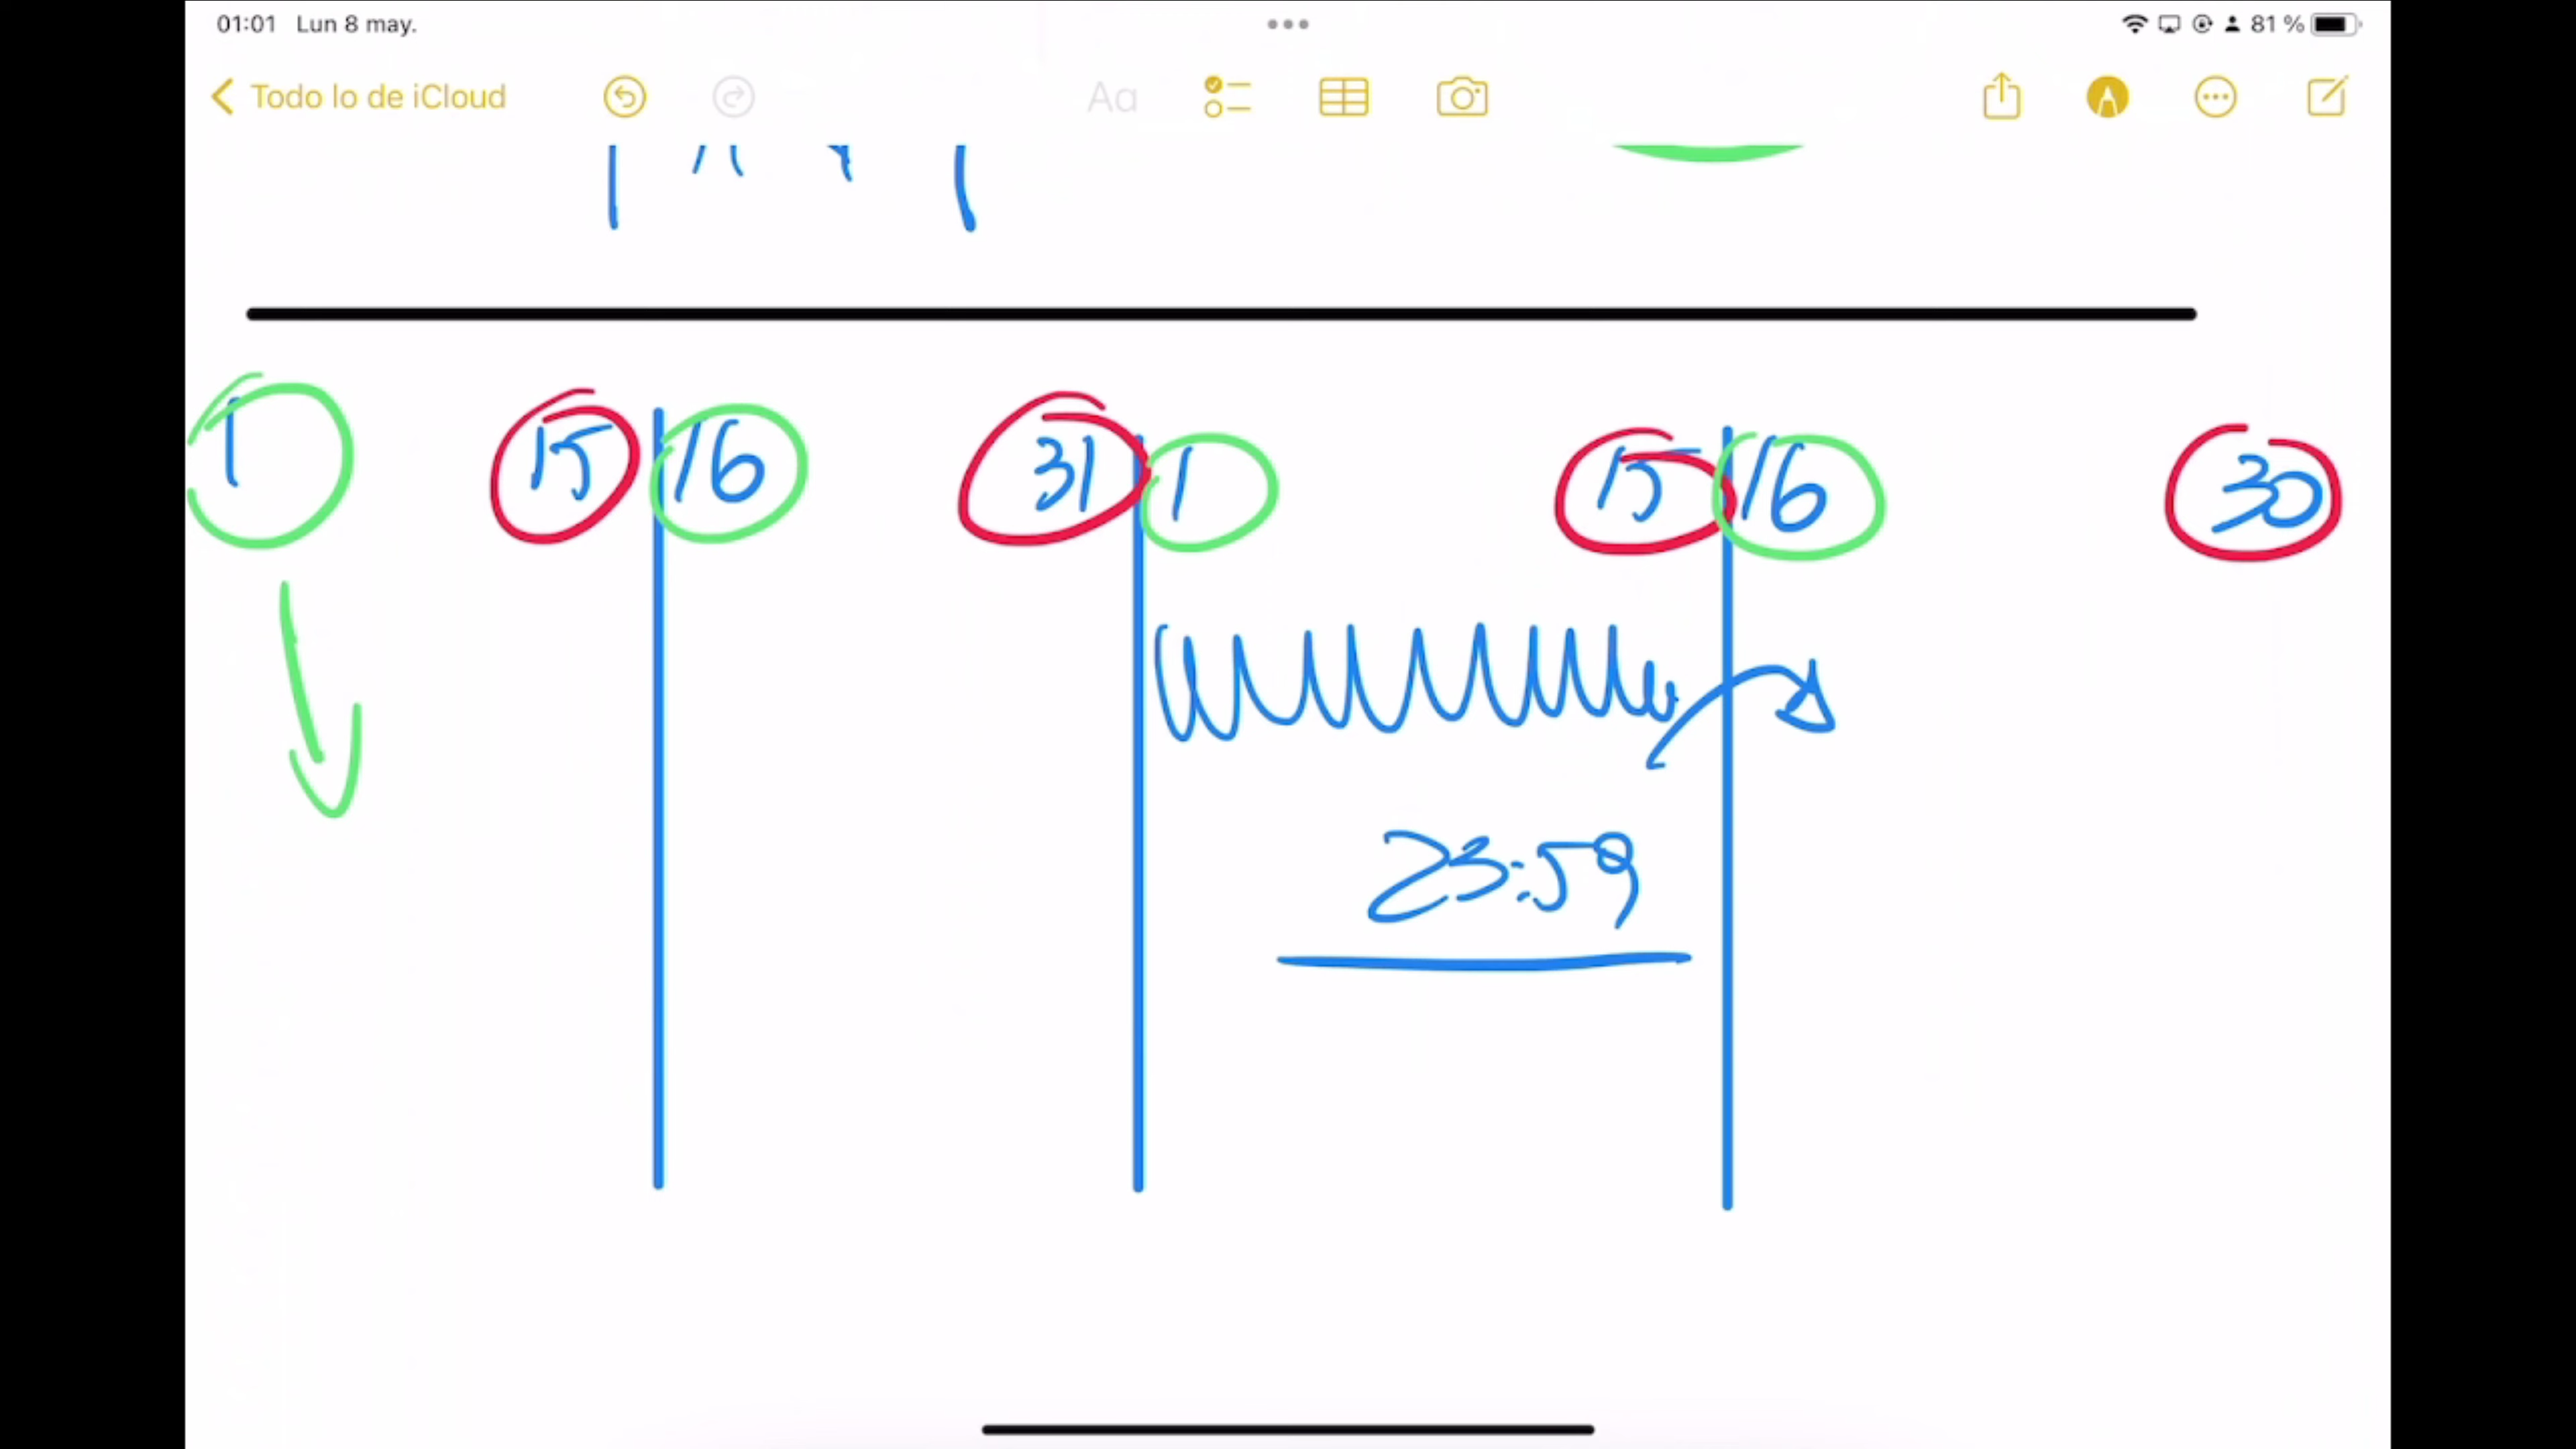 01:01 Lun 8 may.
81 %
Todo lo de iCloud
Aa
1 15 16 31 1 15 16 30
23:59